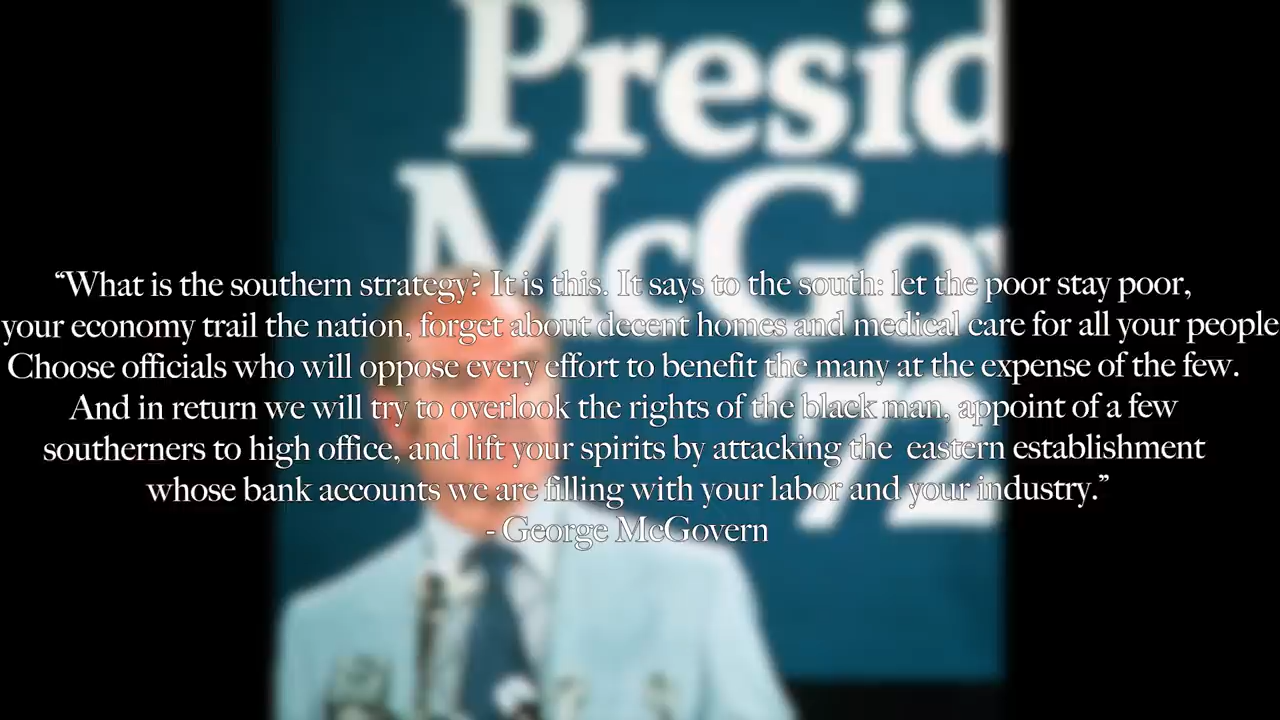 Presid
McGov
'72
“What is the southern strategy? It is this. It says to the south: let the poor stay poor,
your economy trail the nation, forget about decent homes and medical care for all your people
Choose officials who will oppose every effort to benefit the many at the expense of the few.
And in return we will try to overlook the rights of the black man, appoint of a few
southerners to high office, and lift your spirits by attacking the eastern establishment
whose bank accounts we are filling with your labor and your industry.”
- George McGovern